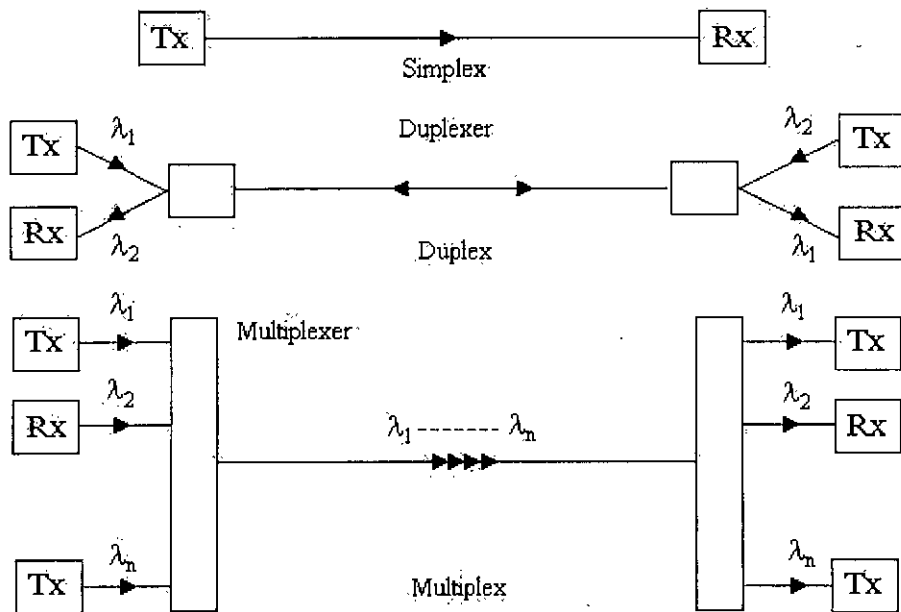 Tx Rx
Simplex
λ1 Duplexer λ2
Tx Tx
Rx Rx
λ2 Duplex λ1
λ1 λ1
Tx Multiplexer Tx
λ2 λ2
Rx Rx
λ1 ------- λn
λn λn
Tx Multiplex Tx